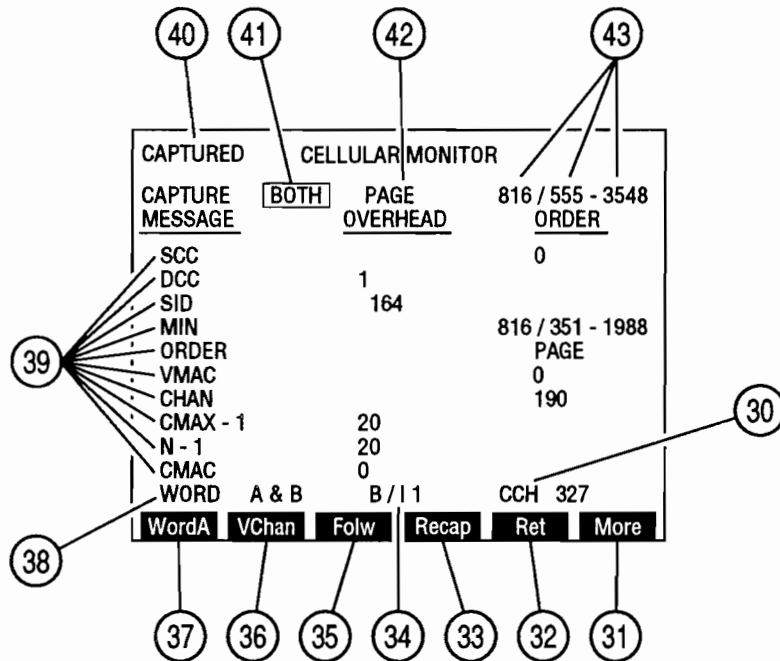 40 41 42 43
CAPTURED CELLULAR MONITOR
CAPTURE BOTH PAGE 816 / 555 - 3548
MESSAGE OVERHEAD ORDER
SCC 0
DCC 1
SID 164
MIN 816 / 351 - 1988
39 ORDER PAGE
VMAC 0
CHAN 190
30
CMAX - 1 20
N - 1 20
CMAC 0
WORD A & B B / I 1 CCH 327
WordA VChan Folw Recap Ret More
38
37 36 35 34 33 32 31